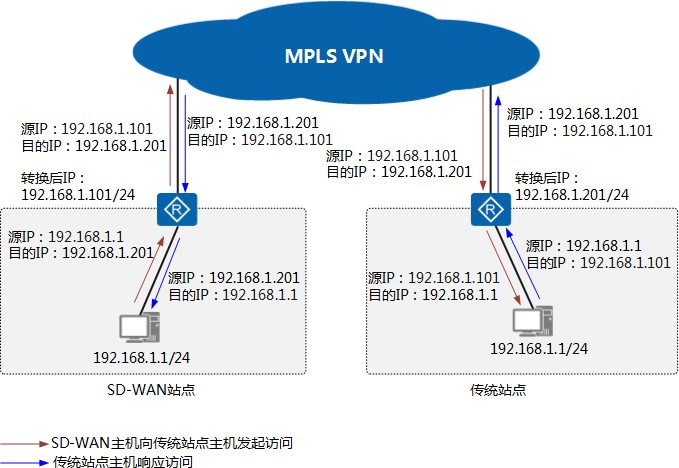 MPLS VPN
源IP：192.168.1.101
目的IP：192.168.1.201
源IP：192.168.1.201
目的IP：192.168.1.101
源IP：192.168.1.101
目的IP：192.168.1.201
源IP：192.168.1.201
目的IP：192.168.1.101
转换后IP：
192.168.1.101/24
转换后IP：
192.168.1.201/24
R
R
源IP：192.168.1.1
目的IP：192.168.1.201
源IP：192.168.1.201
目的IP：192.168.1.1
源IP：192.168.1.101
目的IP：192.168.1.1
源IP：192.168.1.1
目的IP：192.168.1.101
192.168.1.1/24
192.168.1.1/24
SD-WAN站点
传统站点
SD-WAN主机向传统站点主机发起访问
传统站点主机响应访问